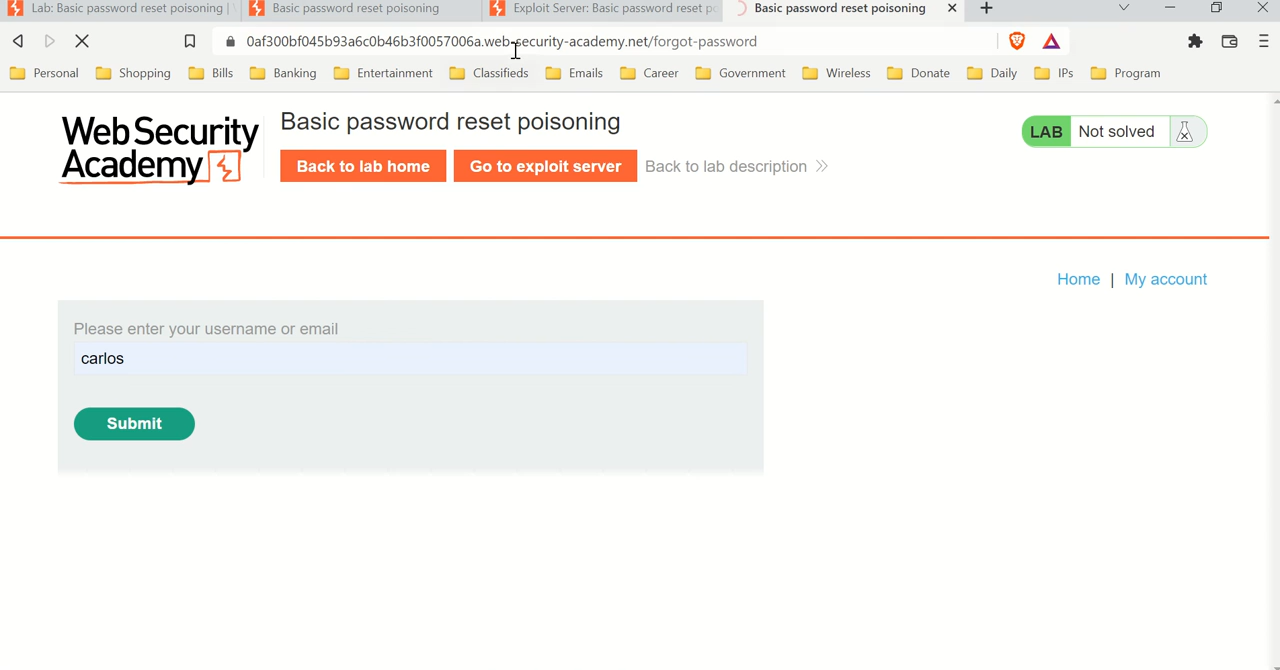 Lab: Basic password reset poisoning |
Basic password reset poisoning
Exploit Server: Basic password reset po
Basic password reset poisoning
0af300bf045b93a6c0b46b3f0057006a.web-security-academy.net/forgot-password
Personal Shopping Bills Banking Entertainment Classifieds Emails Career Government Wireless Donate Daily IPs Program
WebSecurity
Academy
Basic password reset poisoning
Back to lab home
Go to exploit server
Back to lab description
LAB Not solved
Home | My account
Please enter your username or email
carlos
Submit